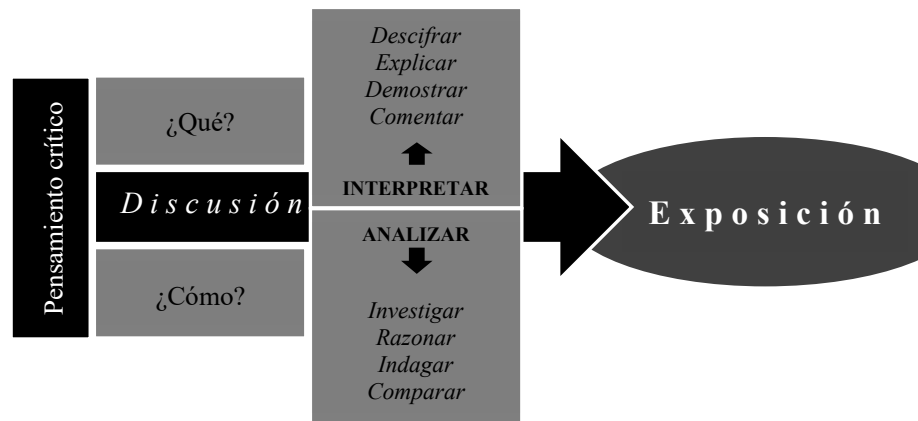 Pensamiento crítico
¿Qué?
Discusión
¿Cómo?
Descifrar
Explicar
Demostrar
Comentar
INTERPRETAR
ANALIZAR
Investigar
Razonar
Indagar
Comparar
Exposición